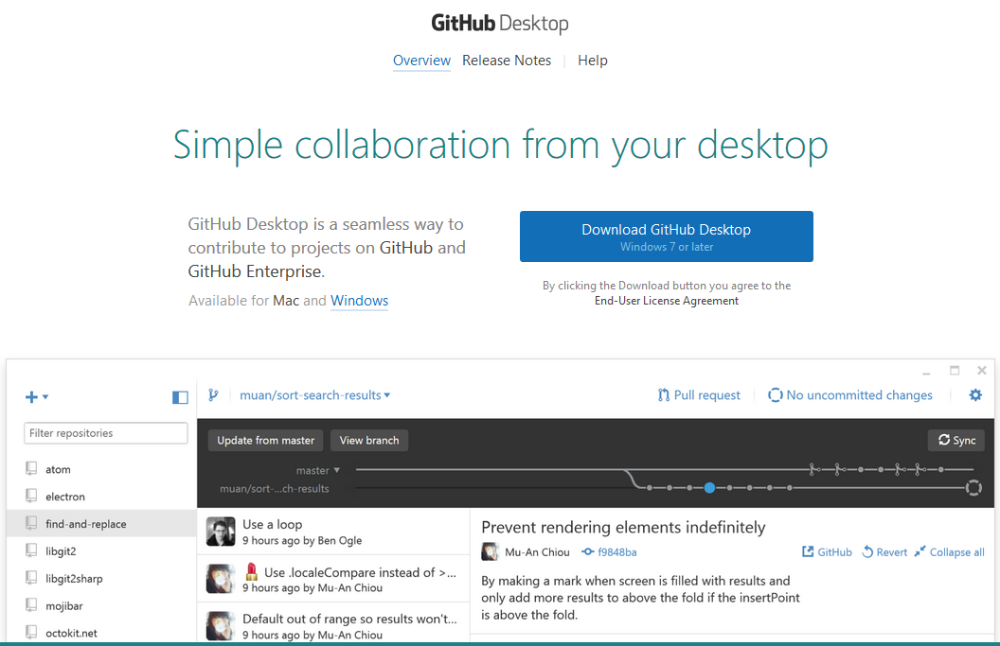 GitHub Desktop
Overview Release Notes Help
Simple collaboration from your desktop
GitHub Desktop is a seamless way to
contribute to projects on GitHub and
GitHub Enterprise.
Available for Mac and Windows
Download GitHub Desktop
Windows 7 or later
By clicking the Download button you agree to the
End-User License Agreement
muan/sort-search-results
Pull request
No uncommitted changes
Filter repositories
atom
electron
find-and-replace
libgit2
libgit2sharp
mojibar
octokit.net
Update from master View branch
Sync
master
muan/sort-...ch-results
Use a loop
9 hours ago by Ben Ogle
Use .localeCompare instead of >...
9 hours ago by Mu-An Chiou
Default out of range so results won't...
9 hours ago by Mu-An Chiou
Prevent rendering elements indefinitely
Mu-An Chiou f9848ba
GitHub Revert Collapse all
By making a mark when screen is filled with results and
only add more results to above the fold if the insertPoint
is above the fold.